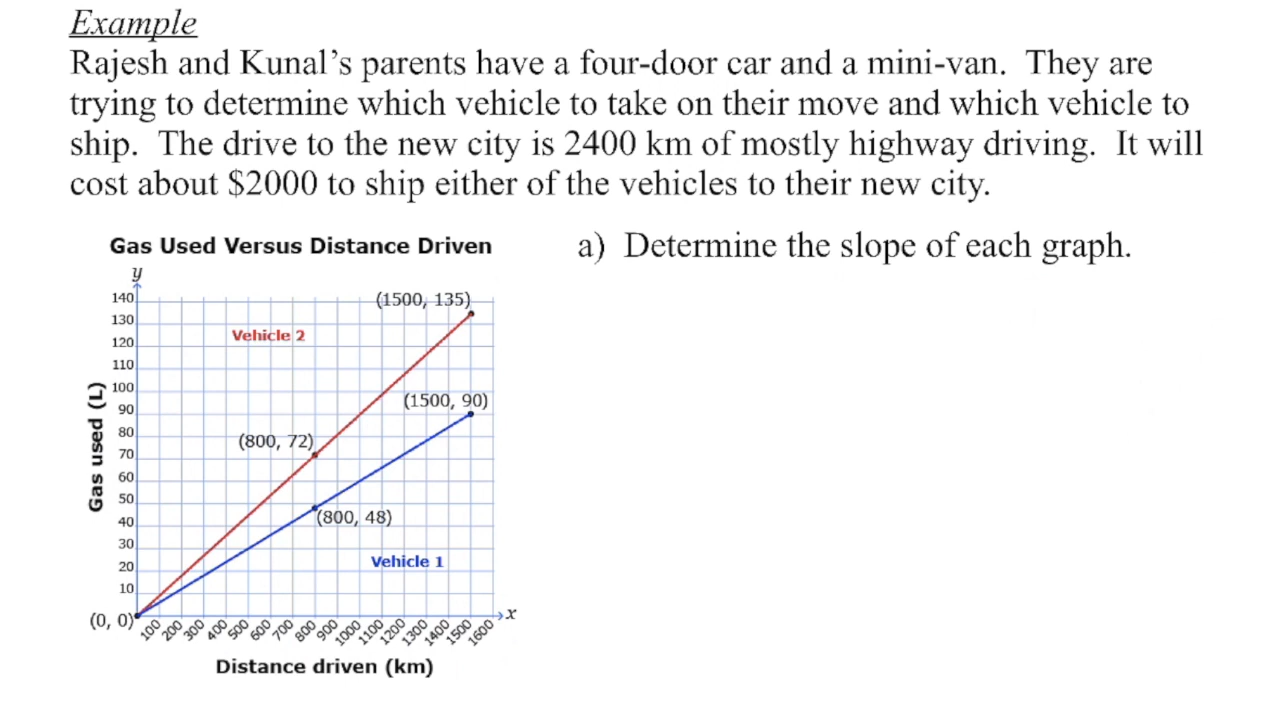 Example
Rajesh and Kunal's parents have a four-door car and a mini-van. They are
trying to determine which vehicle to take on their move and which vehicle to
ship. The drive to the new city is 2400 km of mostly highway driving. It will
cost about $2000 to ship either of the vehicles to their new city.
Gas Used Versus Distance Driven
a) Determine the slope of each graph.
y
140
(1500, 135)
130
Vehicle 2
120
110
100
(1500, 90)
90
80
(800, 72)
70
60
50
(800, 48)
40
30
Vehicle 1
20
10
Gas used (L)
(0, 0)
x
100 200 300 400 500 600 700 800 900 1000 1100 1200 1300 1400 1500 1600
Distance driven (km)